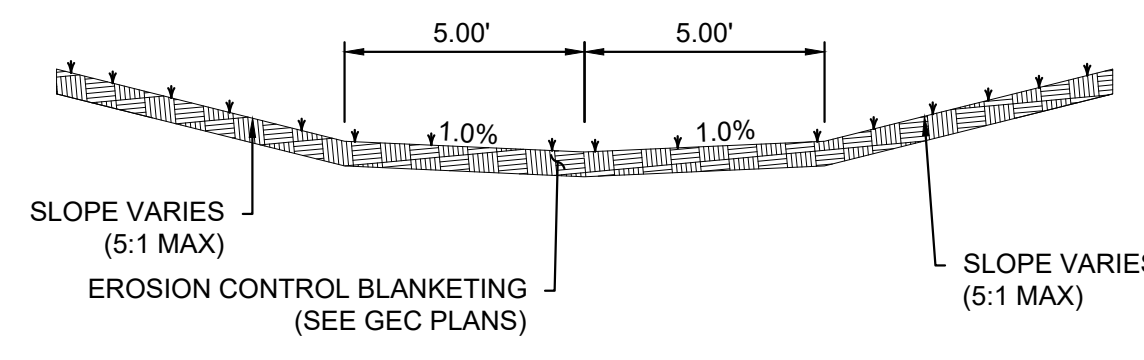 5.00' 5.00'
1.0% 1.0%
SLOPE VARIES
(5:1 MAX)
EROSION CONTROL BLANKETING
(SEE GEC PLANS)
SLOPE VARIES
(5:1 MAX)